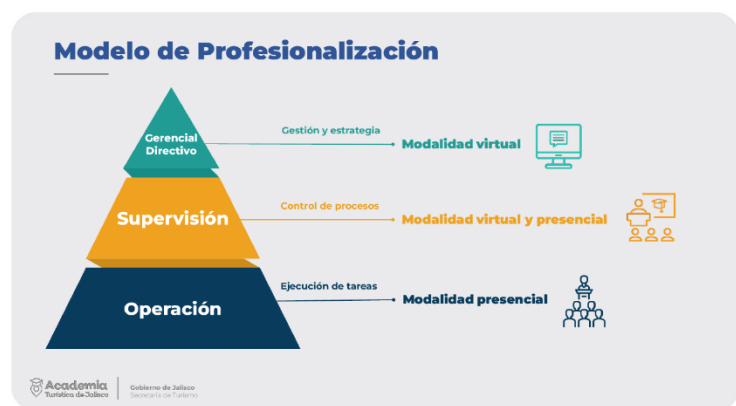 Modelo de Profesionalización
Gerencial
Directivo
Gestión y estrategia
Modalidad virtual
Supervisión
Control de procesos
Modalidad virtual y presencial
Operación
Ejecución de tareas
Modalidad presencial
Academia
Turística de Jalisco
Gobierno de Jalisco
Secretaría de Turismo